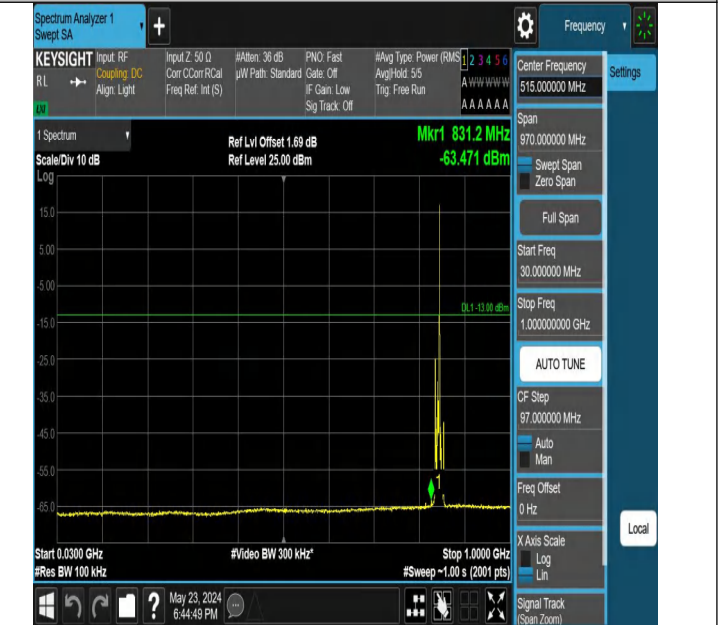 Spectrum Analyzer 1
Swept SA
+
Frequency
KEYSIGHT Input: RF
RL Coupling: DC
Align: Light
LXI
Input Z: 50 Ω
Corr CCorr RCal
Freq Ref: Int (S)
#Atten: 36 dB
µW Path: Standard
PNO: Fast
Gate: Off
IF Gain: Low
Sig Track: Off
#Avg Type: Power (RMS
Avg|Hold: 5/5
Trig: Free Run
1 2 3 4 5 6
A W W W W W
A A A A A A
Center Frequency
515.000000 MHz
Settings
1 Spectrum
Scale/Div 10 dB
Log
Ref Lvl Offset 1.69 dB
Ref Level 25.00 dBm
Mkr1 831.2 MHz
-63.471 dBm
Span
970.000000 MHz
Swept Span
Zero Span
Full Span
Start Freq
30.000000 MHz
Stop Freq
1.000000000 GHz
AUTO TUNE
CF Step
97.000000 MHz
Auto
Man
Freq Offset
0 Hz
X Axis Scale
Log
Lin
Signal Track
(Span Zoom)
Local
15.0
5.00
-5.00
DL1 -13.00 dBm
-15.0
-25.0
-35.0
-45.0
-55.0
-65.0
Start 0.0300 GHz
#Res BW 100 kHz
#Video BW 300 kHz*
Stop 1.0000 GHz
#Sweep ~1.00 s (2001 pts)
?
May 23, 2024
6:44:49 PM